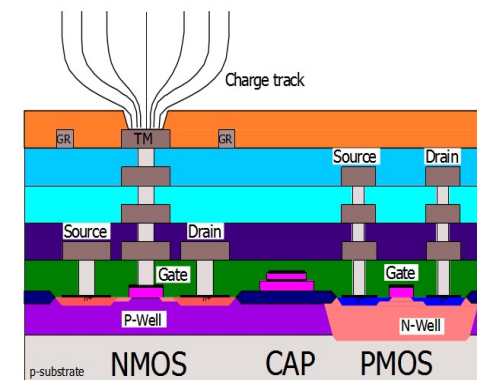 Charge track
GR
TM
GR
Source
Drain
Source
Drain
Gate
Gate
P-Well
N-Well
p-substrate
NMOS
CAP
PMOS